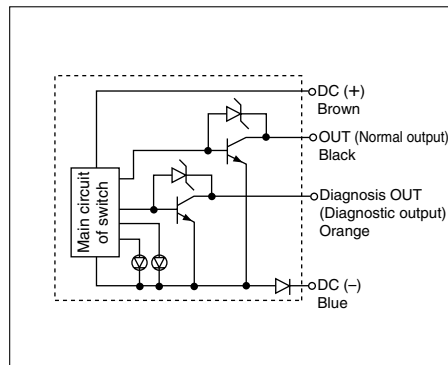 DC (+)
Brown
OUT (Normal output)
Black
Main circuit
of switch
Diagnosis OUT
(Diagnostic output)
Orange
DC (–)
Blue